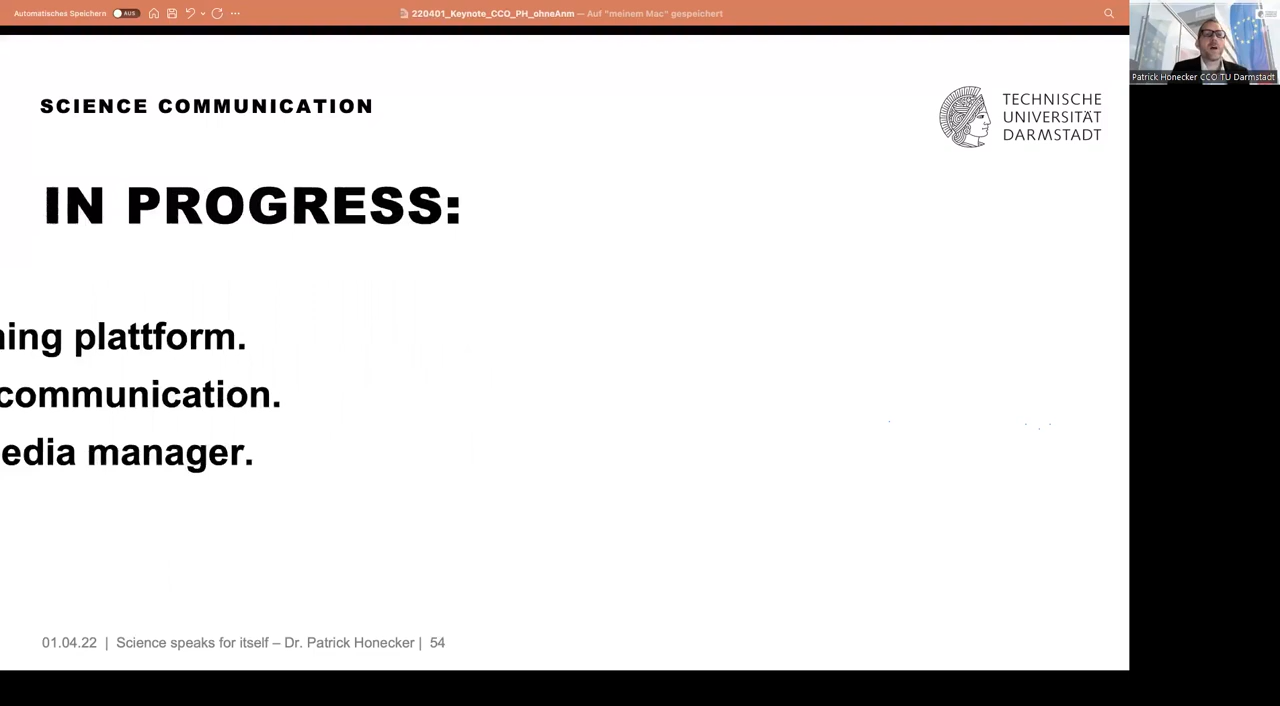 Automatisches Speichern AUS 220401_Keynote_CCO_PH_ohneAnm — Auf "meinem Mac" gespeichert
Patrick Honecker CCO TU Darmstadt
SCIENCE COMMUNICATION
TECHNISCHE
UNIVERSITÄT
DARMSTADT
IN PROGRESS:
ing plattform.
communication.
edia manager.
01.04.22 | Science speaks for itself – Dr. Patrick Honecker | 54